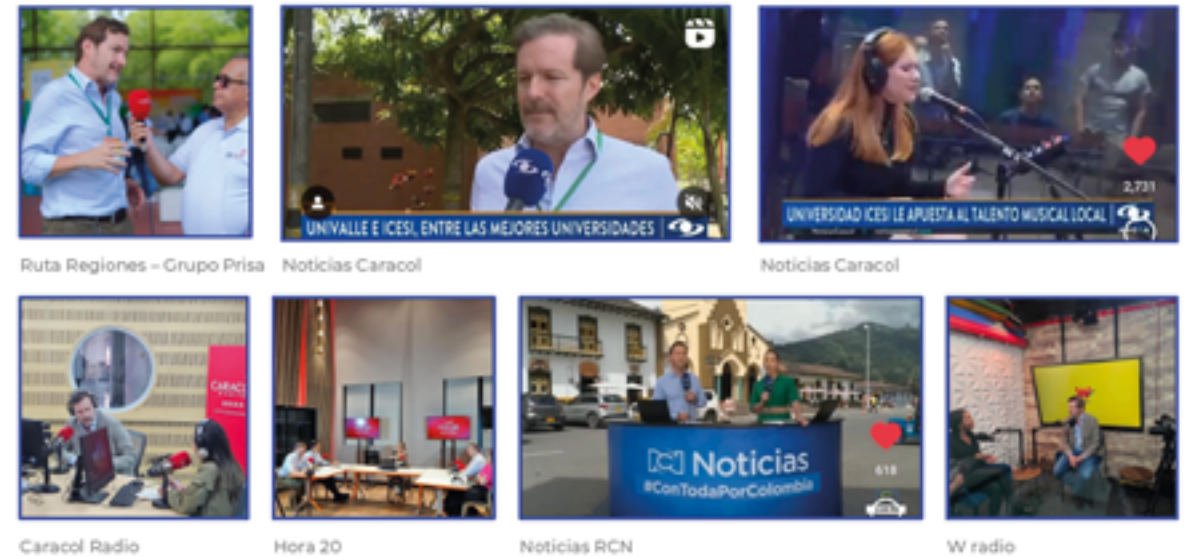 UNIVALLE E ICESI, ENTRE LAS MEJORES UNIVERSIDADES
2,731
UNIVERSIDAD ICESI LE APUESTA AL TALENTO MUSICAL LOCAL
Ruta Regiones – Grupo Prisa
Noticias Caracol
Noticias Caracol
CARACOL
RCN Noticias
#ConTodaPorColombia
618
Caracol Radio
Hora 20
Noticias RCN
W radio